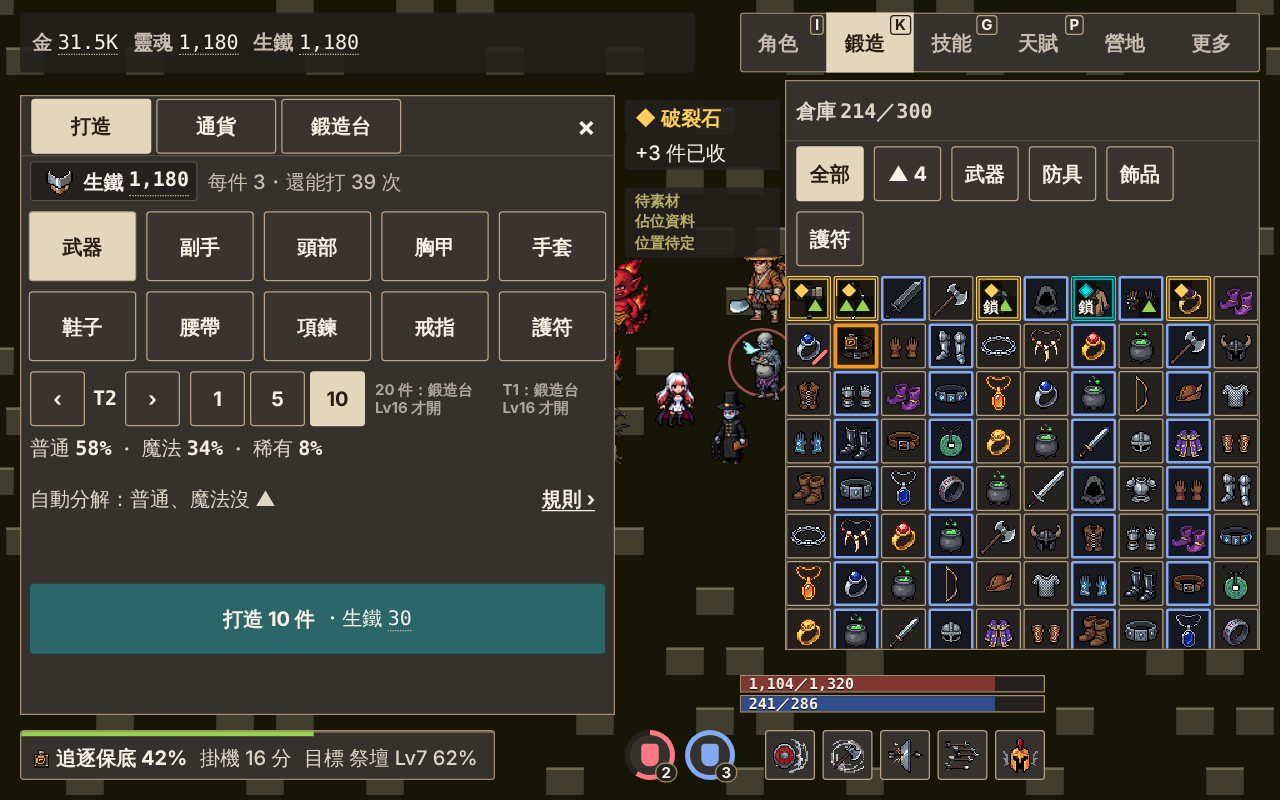 金 31.5K 靈魂 1,180 生鐵 1,180
角色 I 鍛造 K 技能 G 天賦 P 營地 更多
打造 通貨 鍛造台 ×
生鐵 1,180 每件 3・還能打 39 次
武器 副手 頭部 胸甲 手套
鞋子 腰帶 項鍊 戒指 護符
‹ T2 › 1 5 10
20 件：鍛造台
Lv16 才開
T1：鍛造台
Lv16 才開
普通 58% · 魔法 34% · 稀有 8%
自動分解：普通、魔法沒 ▲
規則 ›
打造 10 件 ・生鐵 30
◆ 破裂石
+3 件已收
待素材
佔位資料
位置待定
倉庫 214／300
全部 ▲ 4 武器 防具 飾品
護符
鎖 鎖
1,104／1,320
241／286
追逐保底 42% 掛機 16 分 目標 祭壇 Lv7 62%
2 3